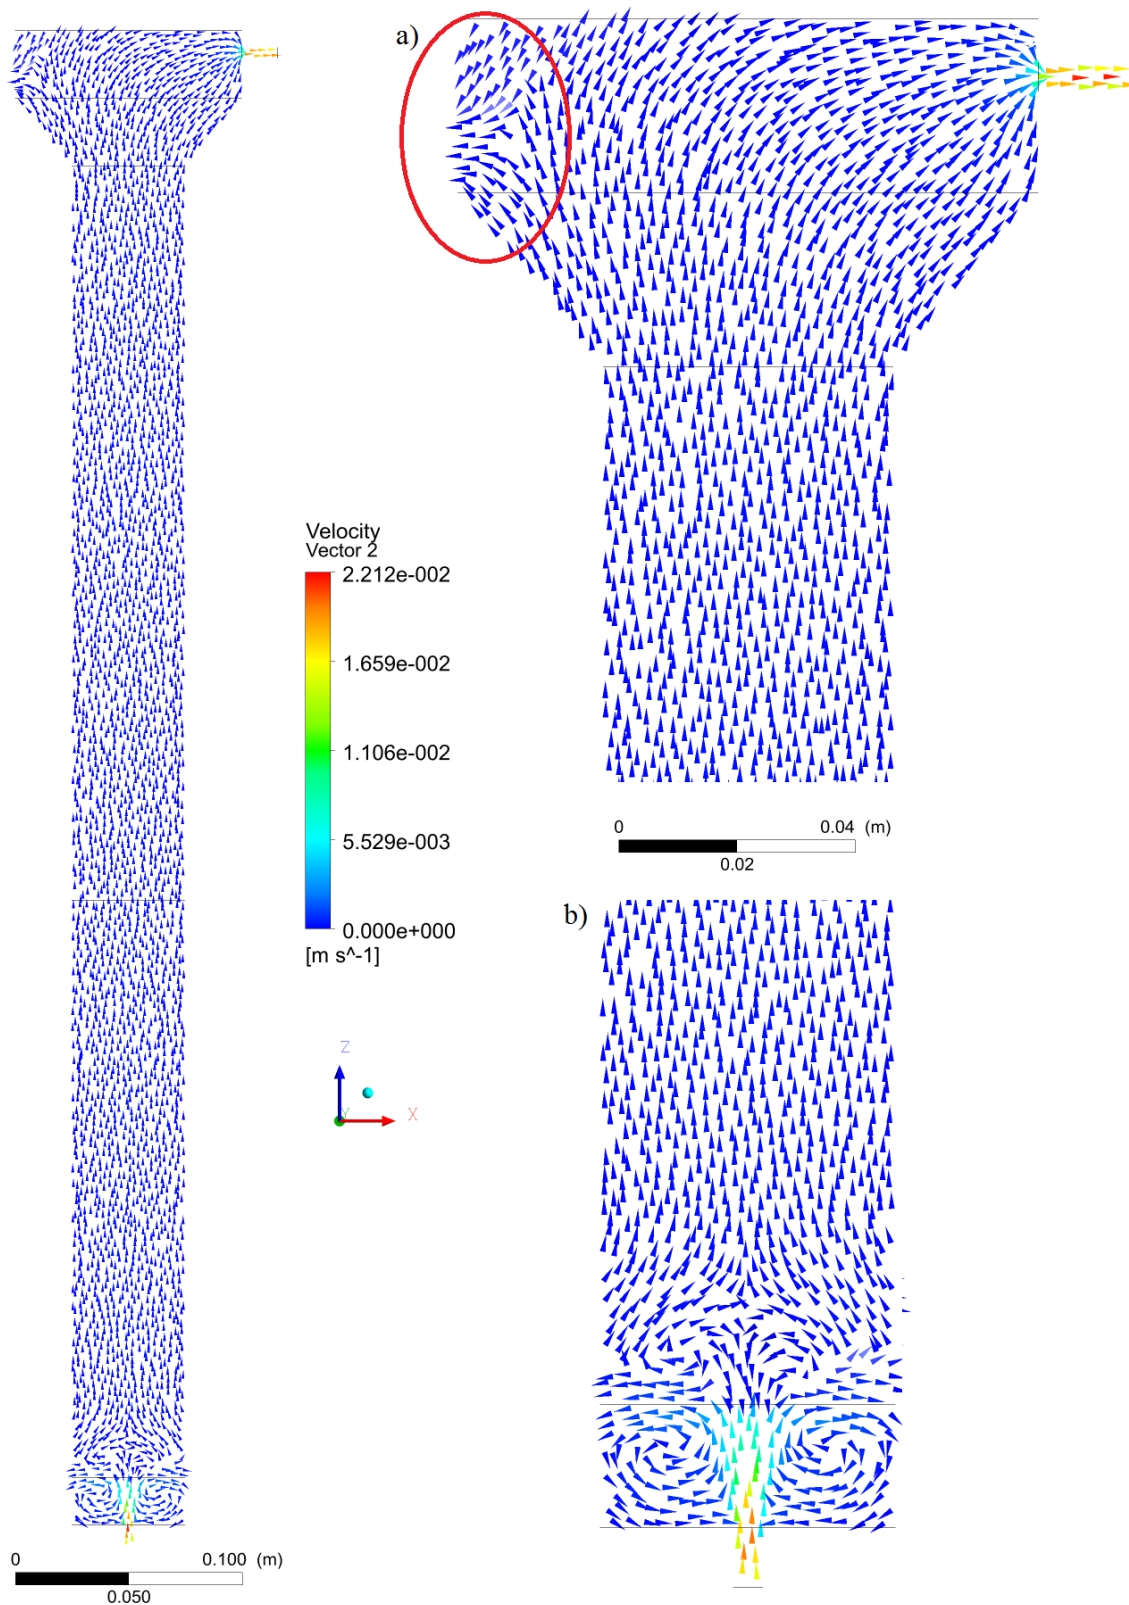 a)
Velocity
Vector 2
2.212e-002
1.659e-002
1.106e-002
5.529e-003
0.000e+000
[m s^-1]
0 0.04 (m)
0.02
b)
Z
Y
X
0 0.100 (m)
0.050